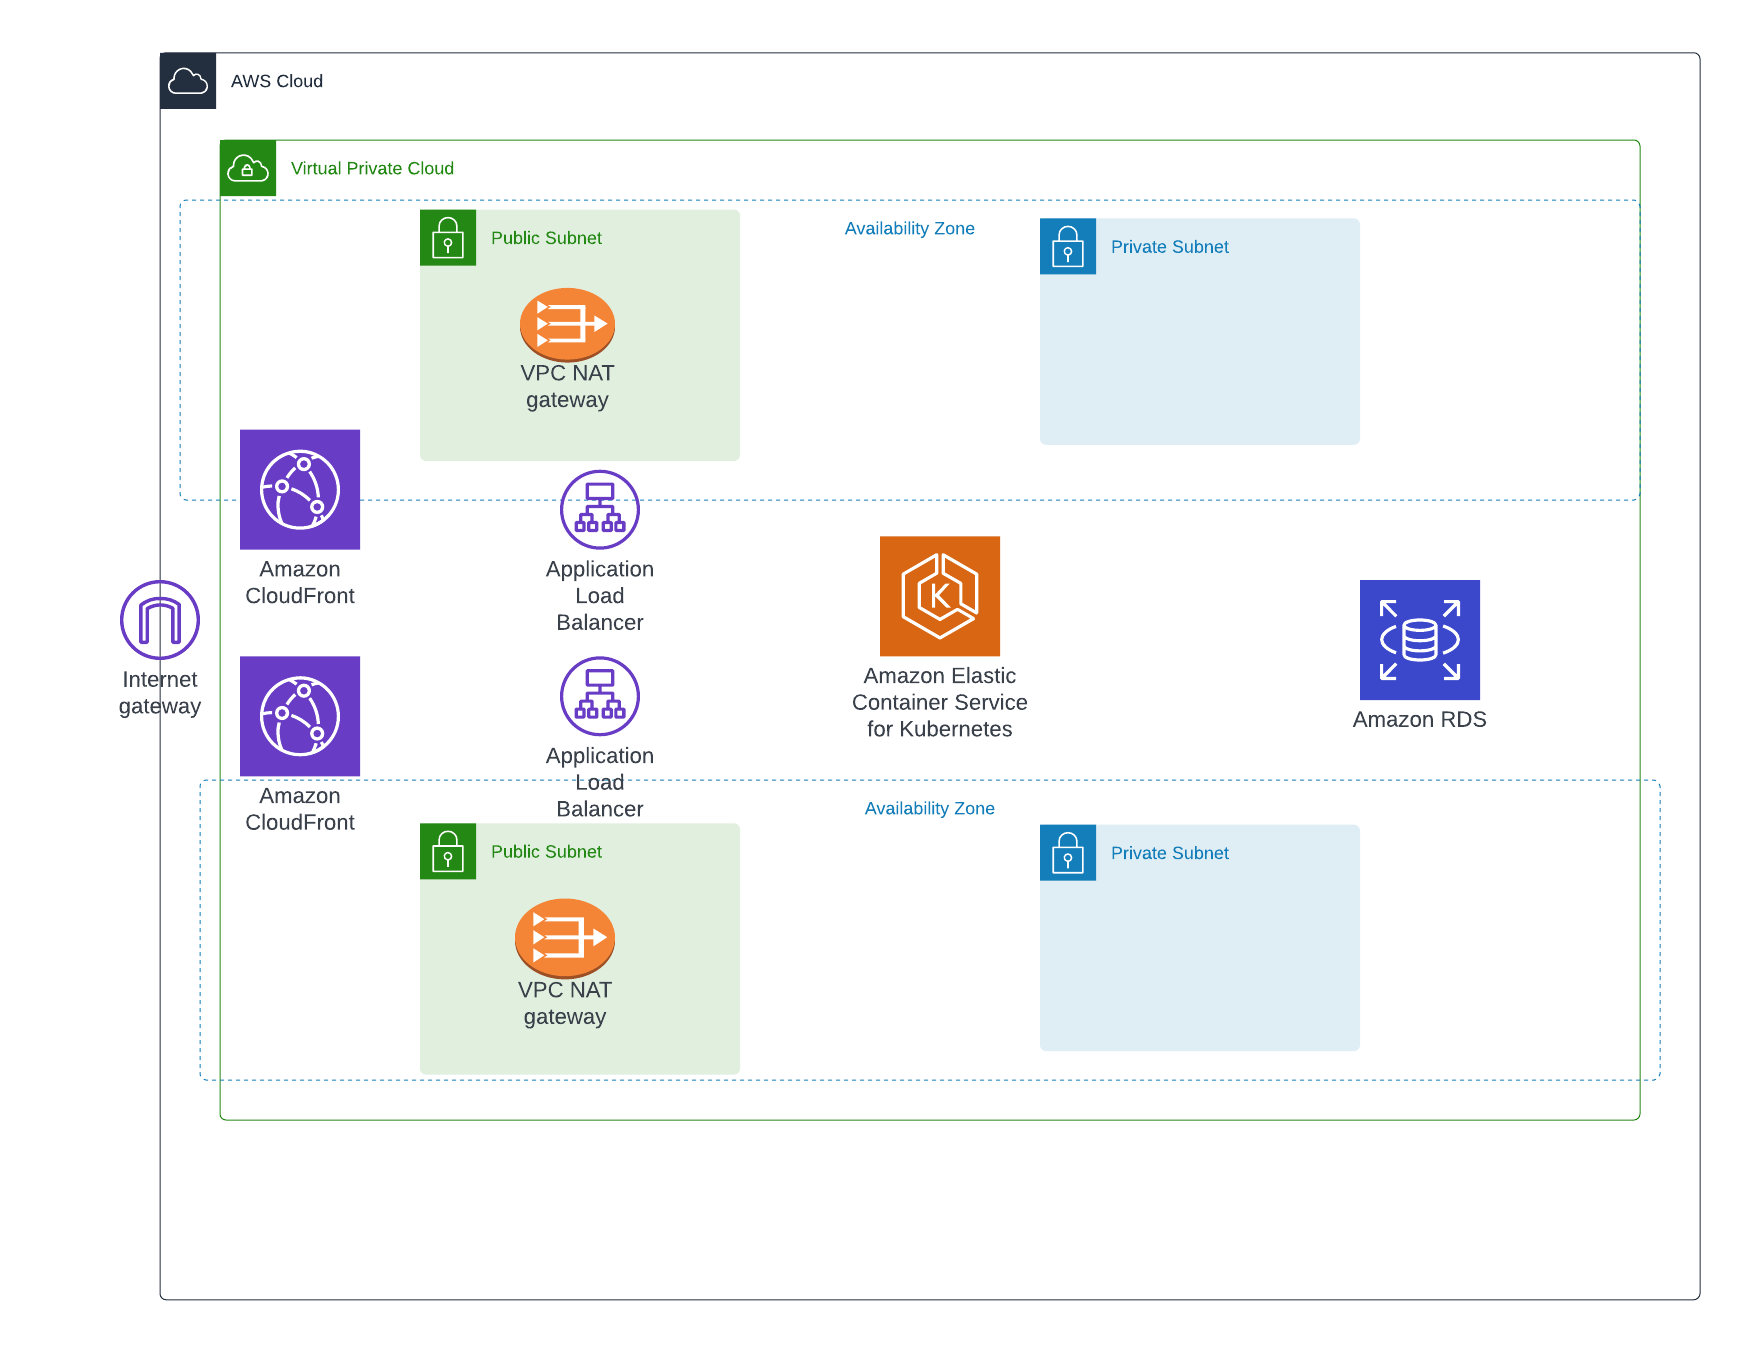 AWS Cloud
Virtual Private Cloud
Public Subnet
Availability Zone
Private Subnet
VPC NAT
gateway
Amazon
CloudFront
Application
Load
Balancer
K
Amazon Elastic
Container Service
for Kubernetes
Internet
gateway
Amazon RDS
Amazon
CloudFront
Application
Load
Balancer
Availability Zone
Public Subnet
Private Subnet
VPC NAT
gateway